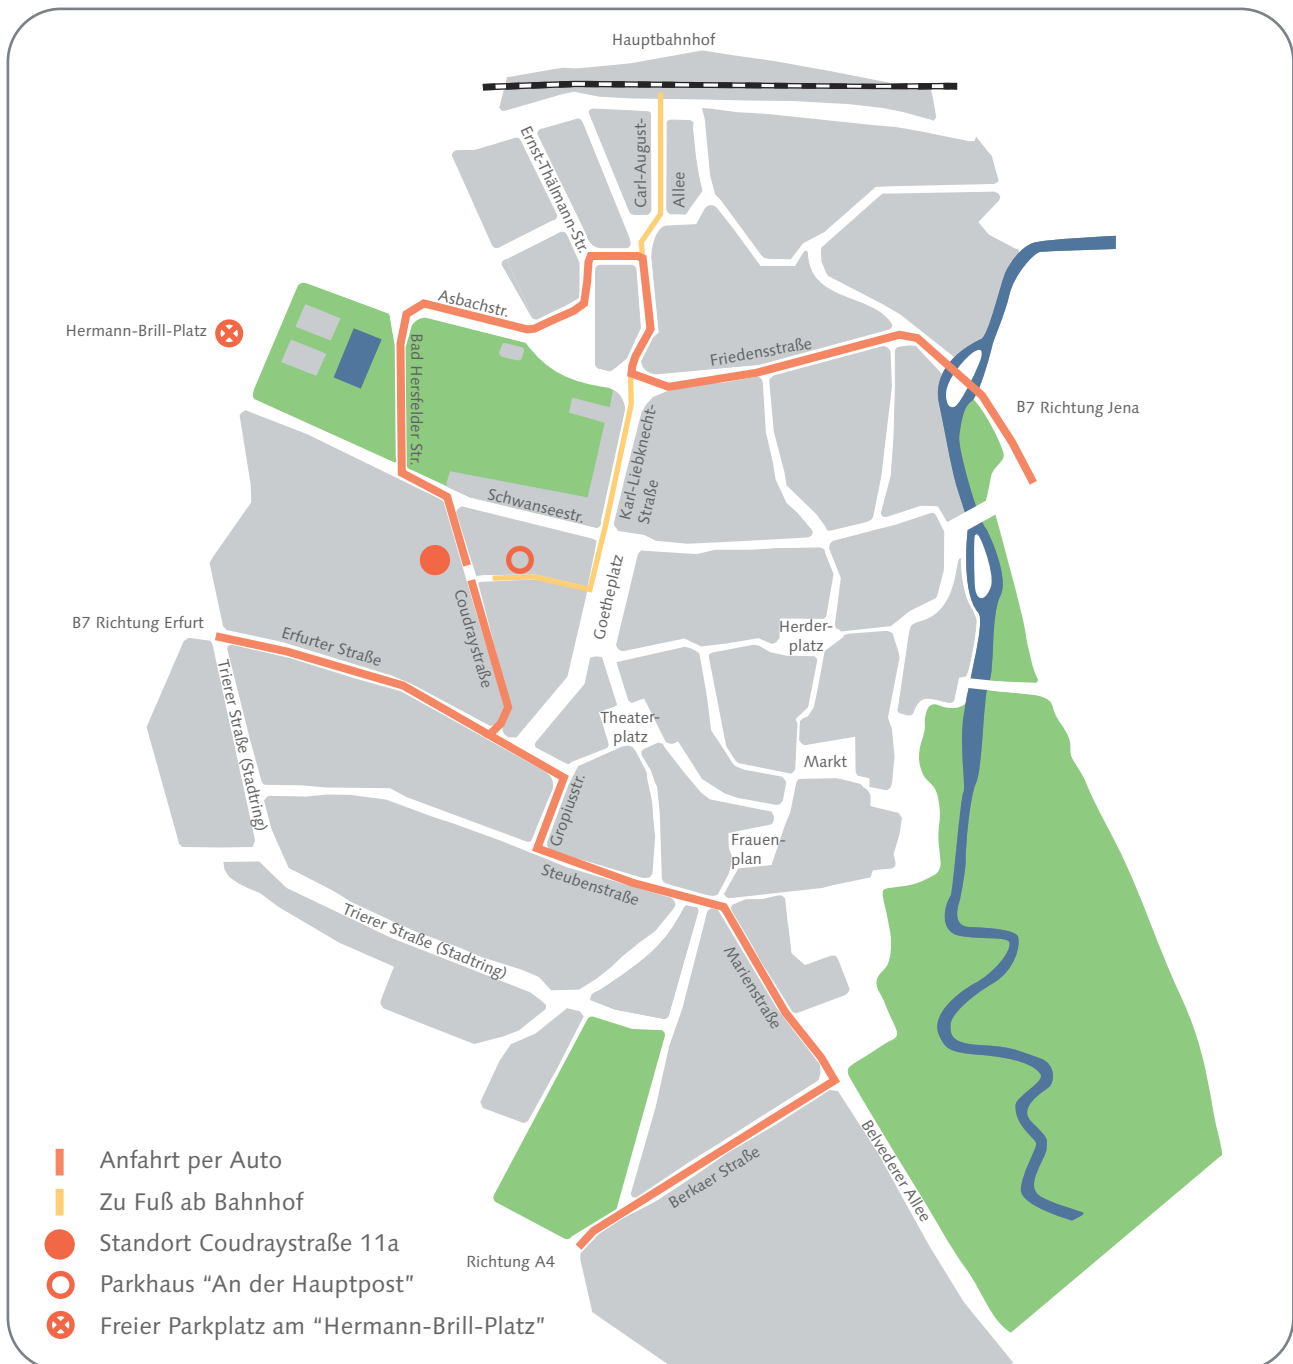 Hauptbahnhof
Ernst-Thälmann-Str.
Carl-August-
Allee
Asbachstr.
Hermann-Brill-Platz
Bad Hersfelder Str.
Friedensstraße
B7 Richtung Jena
Karl-Liebknecht-
Straße
Schwanseestr.
Goetheplatz
Coudraystraße
B7 Richtung Erfurt
Erfurter Straße
Herder-
platz
Trierer Straße (Stadtring)
Theater-
platz
Markt
Gropiusstr.
Frauen-
plan
Steubenstraße
Trierer Straße (Stadtring)
Marienstraße
Belvederer Allee
Berkaer Straße
Richtung A4
Anfahrt per Auto
Zu Fuß ab Bahnhof
Standort Coudraystraße 11a
Parkhaus “An der Hauptpost”
Freier Parkplatz am “Hermann-Brill-Platz”